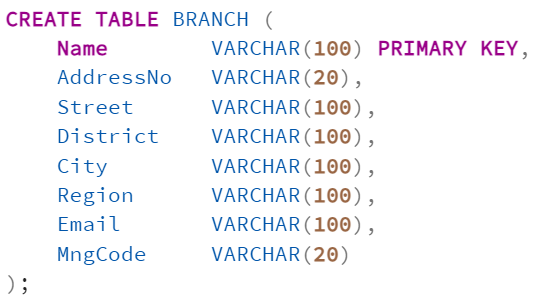 CREATE TABLE BRANCH (
    Name        VARCHAR(100) PRIMARY KEY,
    AddressNo   VARCHAR(20),
    Street      VARCHAR(100),
    District    VARCHAR(100),
    City        VARCHAR(100),
    Region      VARCHAR(100),
    Email       VARCHAR(100),
    MngCode     VARCHAR(20)
);